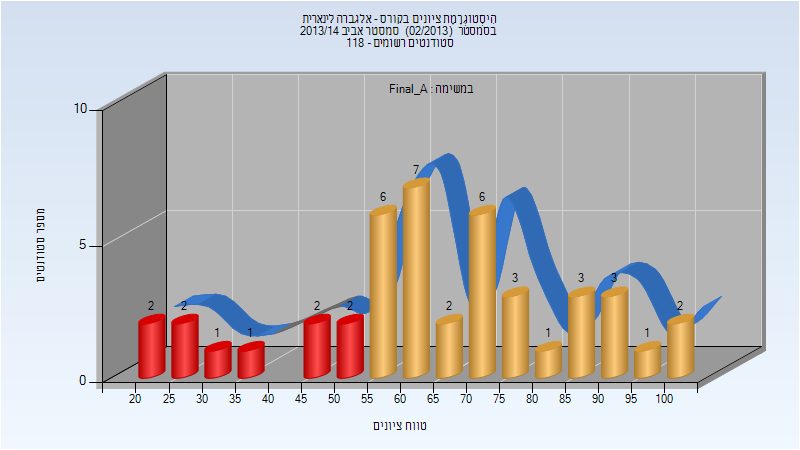 היסטוגרמת ציונים בקורס - אלגברה לינארית
בסמסטר (02/2013) סמסטר אביב 2013/14
סטודנטים רשומים - 118
במשימה : Final_A
10
5
0
מספר סטודנטים
2 2 1 1 2 2 6 7 2 6 3 1 3 3 1 2
20 25 30 35 40 45 50 55 60 65 70 75 80 85 90 95 100
טווח ציונים